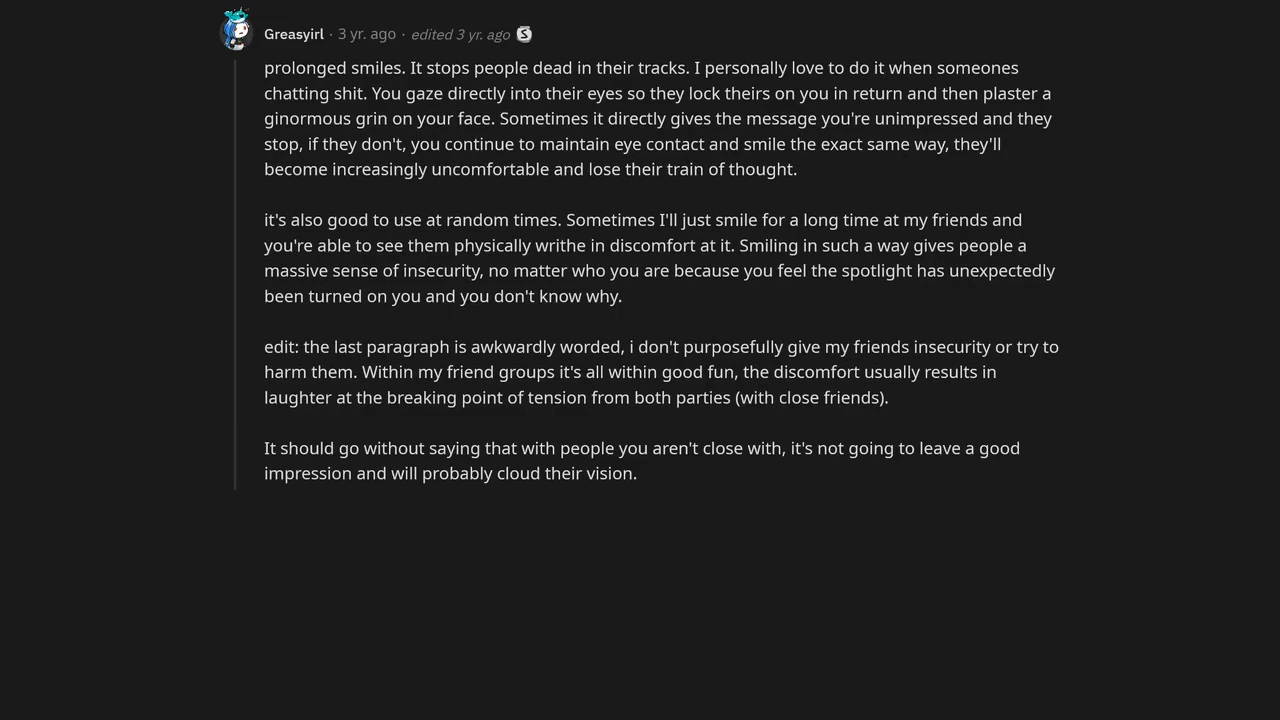 Greasyirl · 3 yr. ago · edited 3 yr. ago
prolonged smiles. It stops people dead in their tracks. I personally love to do it when someones
chatting shit. You gaze directly into their eyes so they lock theirs on you in return and then plaster a
ginormous grin on your face. Sometimes it directly gives the message you're unimpressed and they
stop, if they don't, you continue to maintain eye contact and smile the exact same way, they'll
become increasingly uncomfortable and lose their train of thought.
it's also good to use at random times. Sometimes I'll just smile for a long time at my friends and
you're able to see them physically writhe in discomfort at it. Smiling in such a way gives people a
massive sense of insecurity, no matter who you are because you feel the spotlight has unexpectedly
been turned on you and you don't know why.
edit: the last paragraph is awkwardly worded, i don't purposefully give my friends insecurity or try to
harm them. Within my friend groups it's all within good fun, the discomfort usually results in
laughter at the breaking point of tension from both parties (with close friends).
It should go without saying that with people you aren't close with, it's not going to leave a good
impression and will probably cloud their vision.